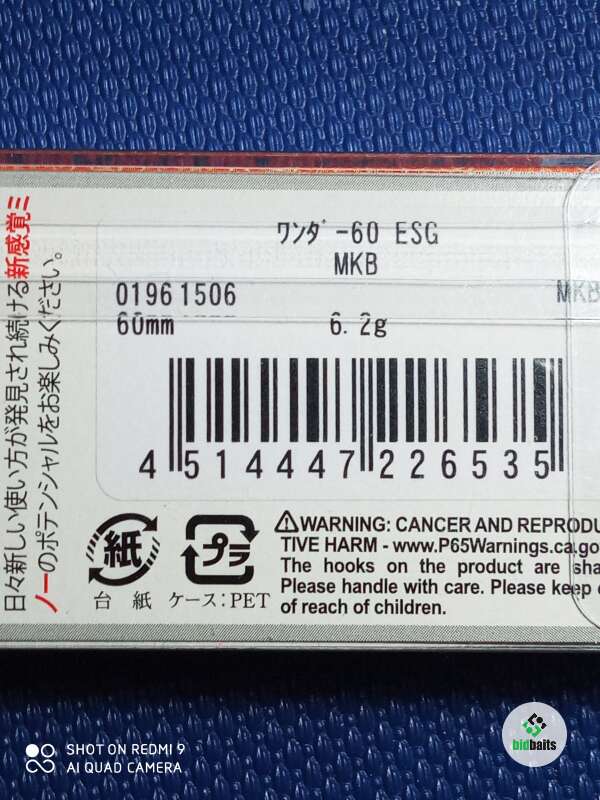 ワンダ-60 ESG
MKB
01961506
MKB
60mm 6.2g
4 514447 226535
日々新しい使い方が発見され続ける新感覚ミ
ノーのポテンシャルをお楽しみください。
紙
台 紙
プラ
ケース:PET
⚠WARNING: CANCER AND REPRODU
TIVE HARM - www.P65Warnings.ca.go
The hooks on the product are sha
Please handle with care. Please keep
of reach of children.
SHOT ON REDMI 9
AI QUAD CAMERA
bidbaits